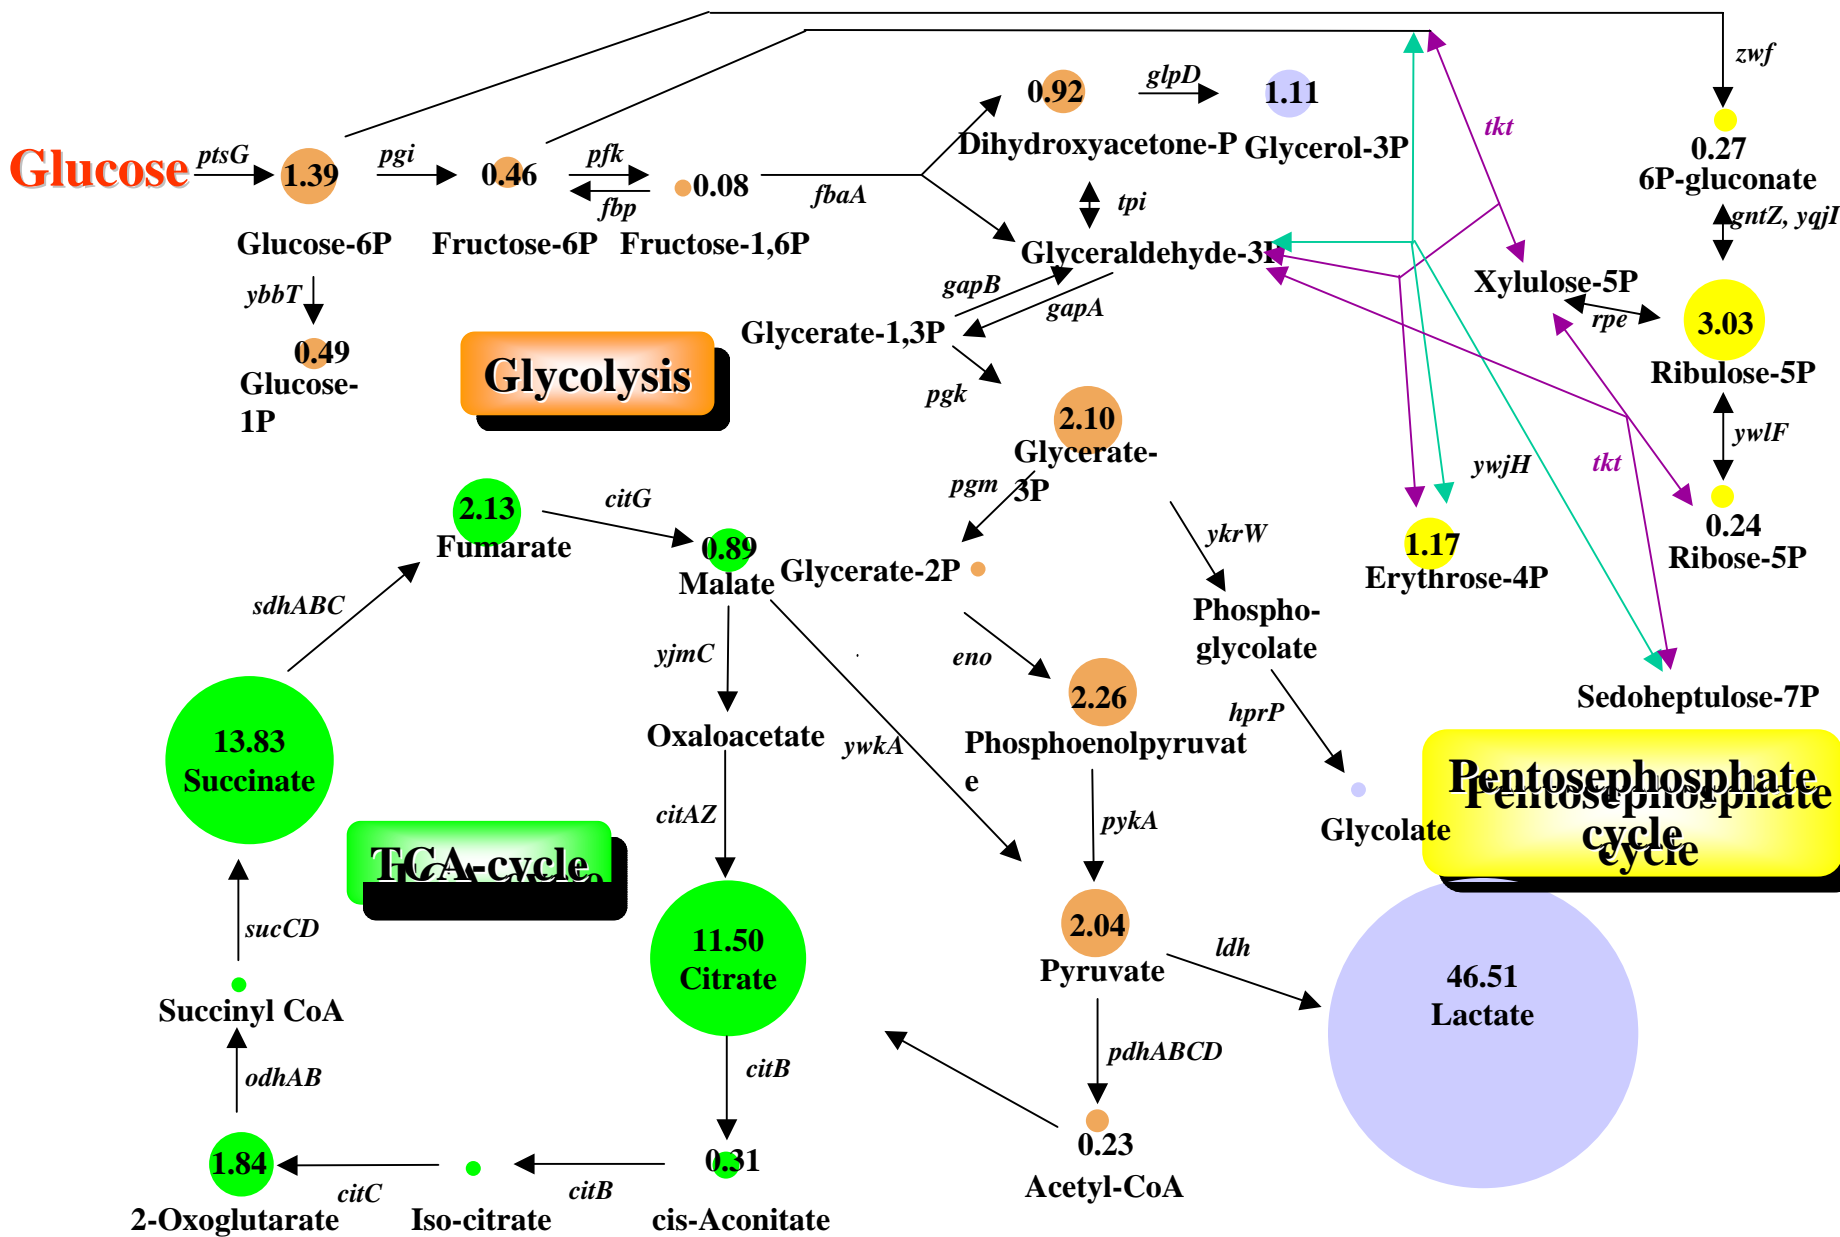 zwf
glpD
0.92
1.11
tkt
Dihydroxyacetone-P
Glycerol-3P
0.27
6P-gluconate
gntZ, yqjI
Glucose
ptsG
1.39
pgi
0.46
pfk
fbp
0.08
fbaA
tpi
Glucose-6P
Fructose-6P
Fructose-1,6P
Glyceraldehyde-3P
Xylulose-5P
rpe
3.03
Ribulose-5P
ybbT
gapB
gapA
Glycerate-1,3P
0.49
Glucose-
1P
Glycolysis
pgk
2.10
Glycerate-
3P
ywlF
ywjH
tkt
0.24
Ribose-5P
pgm
2.13
Fumarate
citG
0.89
Malate
Glycerate-2P
ykrW
1.17
Erythrose-4P
sdhABC
Phospho-
glycolate
yjmC
eno
2.26
Phosphoenolpyruvat
e
hprP
Sedoheptulose-7P
13.83
Succinate
Oxaloacetate
ywkA
Pentosephosphate
cycle
Glycolate
citAZ
pykA
TCA-cycle
sucCD
11.50
Citrate
2.04
Pyruvate
ldh
46.51
Lactate
Succinyl CoA
odhAB
citB
pdhABCD
0.23
Acetyl-CoA
1.84
citC
citB
0.31
2-Oxoglutarate
Iso-citrate
cis-Aconitate